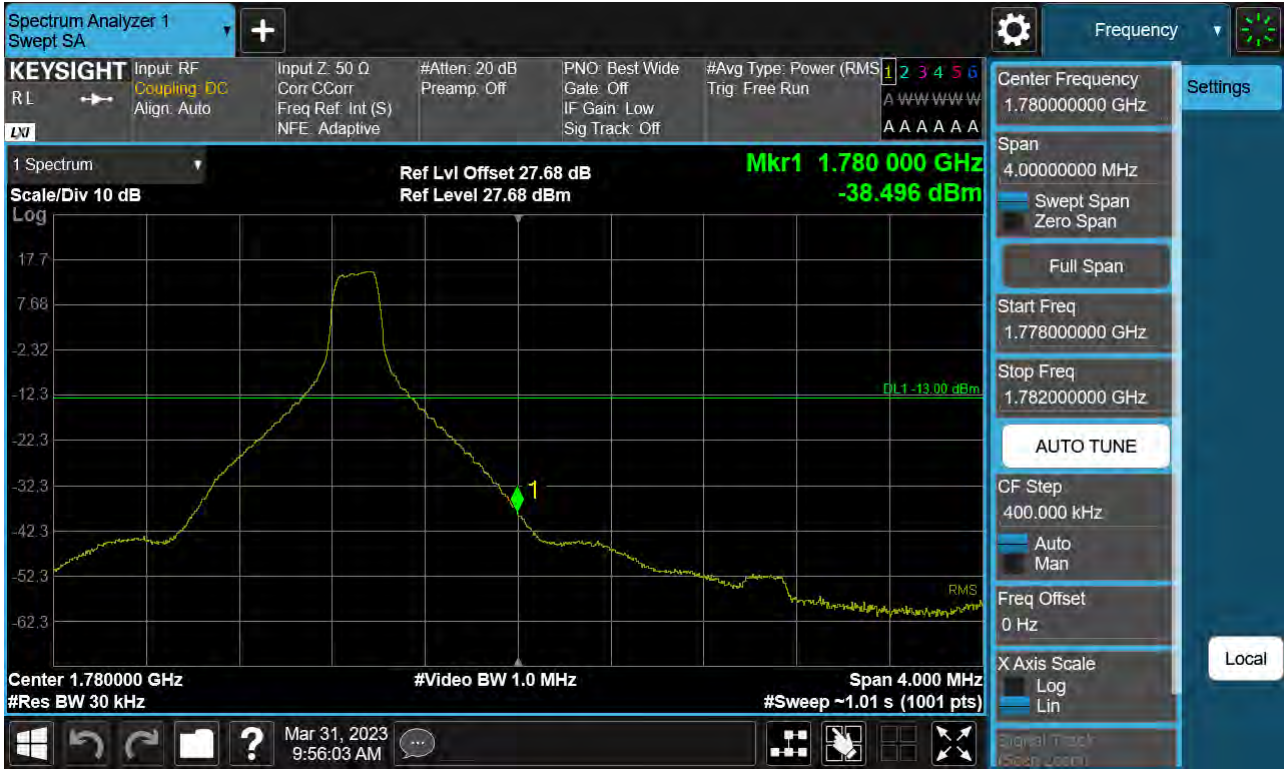 Spectrum Analyzer 1
Swept SA
+
Frequency
KEYSIGHT
RL
LXI
Input: RF
Coupling: DC
Align: Auto
Input Z: 50 Ω
Corr CCorr
Freq Ref: Int (S)
NFE: Adaptive
#Atten: 20 dB
Preamp: Off
PNO: Best Wide
Gate: Off
IF Gain: Low
Sig Track: Off
#Avg Type: Power (RMS
Trig: Free Run
1 2 3 4 5 6
A W W W W W
A A A A A A
1 Spectrum
Scale/Div 10 dB
Log
Ref Lvl Offset 27.68 dB
Ref Level 27.68 dBm
Mkr1 1.780 000 GHz
-38.496 dBm
17.7
7.68
-2.32
-12.3
-22.3
-32.3
-42.3
-52.3
-62.3
DL1 -13.00 dBm
1
RMS
Center 1.780000 GHz
#Res BW 30 kHz
#Video BW 1.0 MHz
Span 4.000 MHz
#Sweep ~1.01 s (1001 pts)
Center Frequency
1.780000000 GHz
Settings
Span
4.00000000 MHz
Swept Span
Zero Span
Full Span
Start Freq
1.778000000 GHz
Stop Freq
1.782000000 GHz
AUTO TUNE
CF Step
400.000 kHz
Auto
Man
Freq Offset
0 Hz
X Axis Scale
Log
Lin
Local
Signal Track
(Span Zoom)
?
Mar 31, 2023
9:56:03 AM